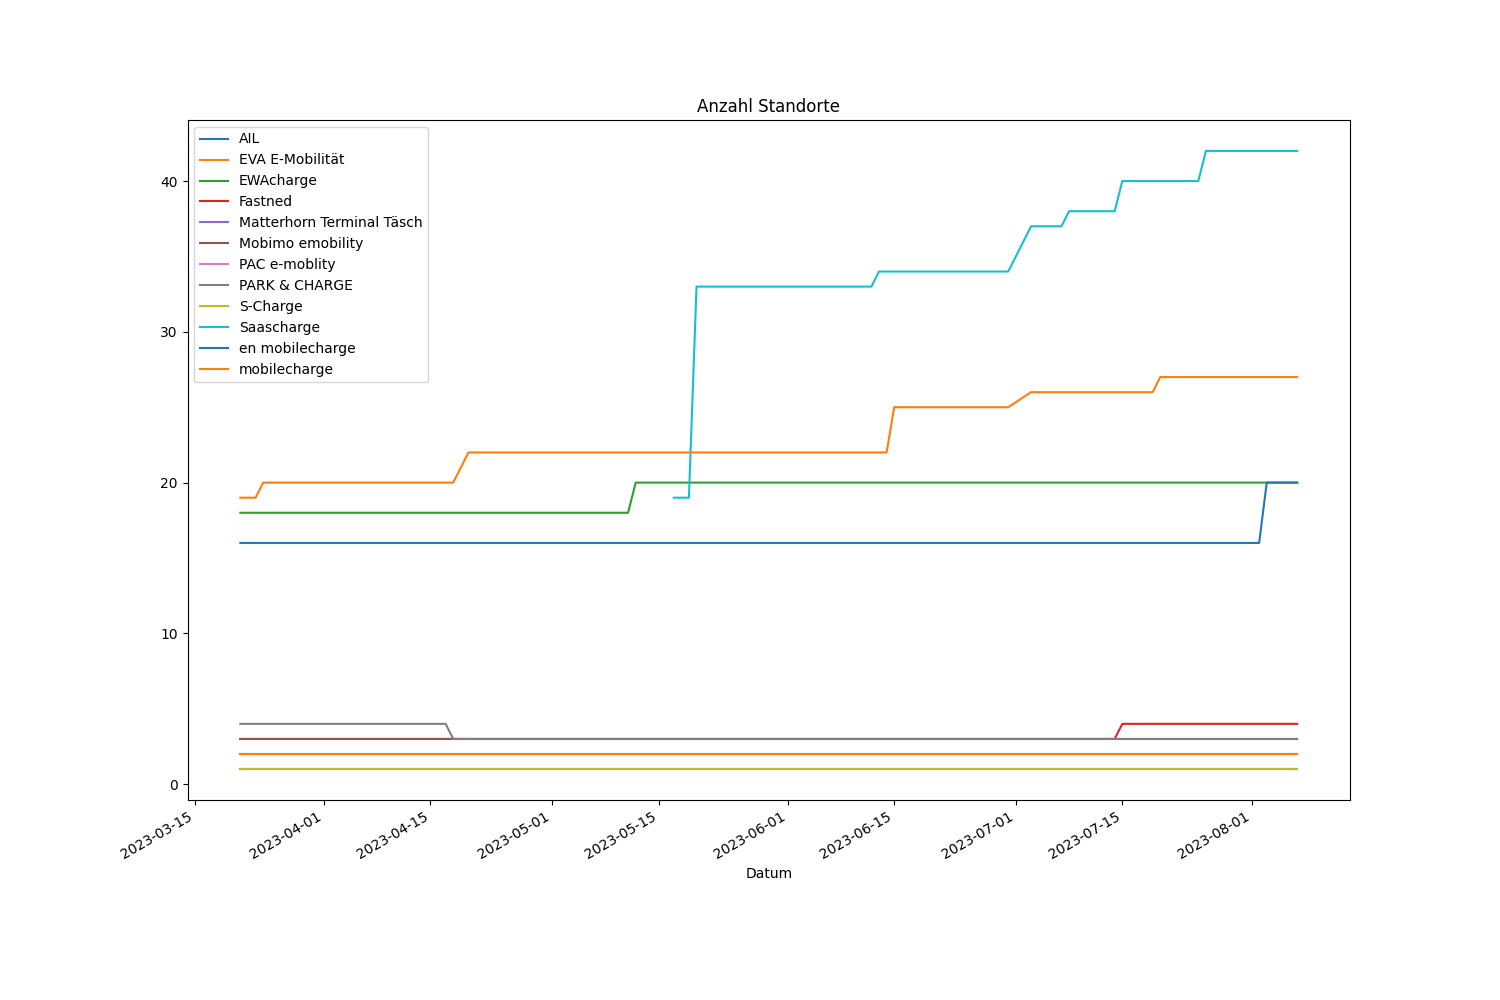 Anzahl Standorte
AIL
EVA E-Mobilität
EWAcharge
Fastned
Matterhorn Terminal Täsch
Mobimo emobility
PAC e-moblity
PARK & CHARGE
S-Charge
Saascharge
en mobilecharge
mobilecharge
40
30
20
10
0
2023-03-15
2023-04-01
2023-04-15
2023-05-01
2023-05-15
2023-06-01
2023-06-15
2023-07-01
2023-07-15
2023-08-01
Datum